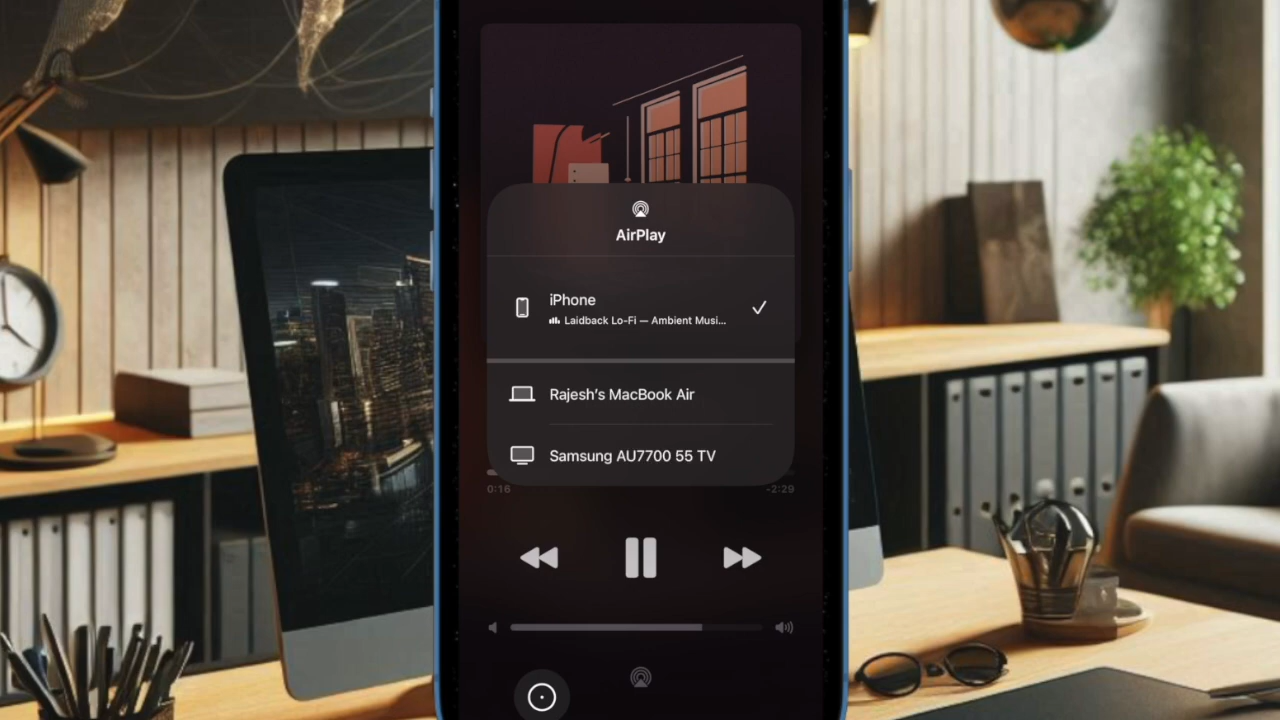 AirPlay
iPhone
Laidback Lo-Fi — Ambient Musi...
Rajesh's MacBook Air
Samsung AU7700 55 TV
0:16
-2:29